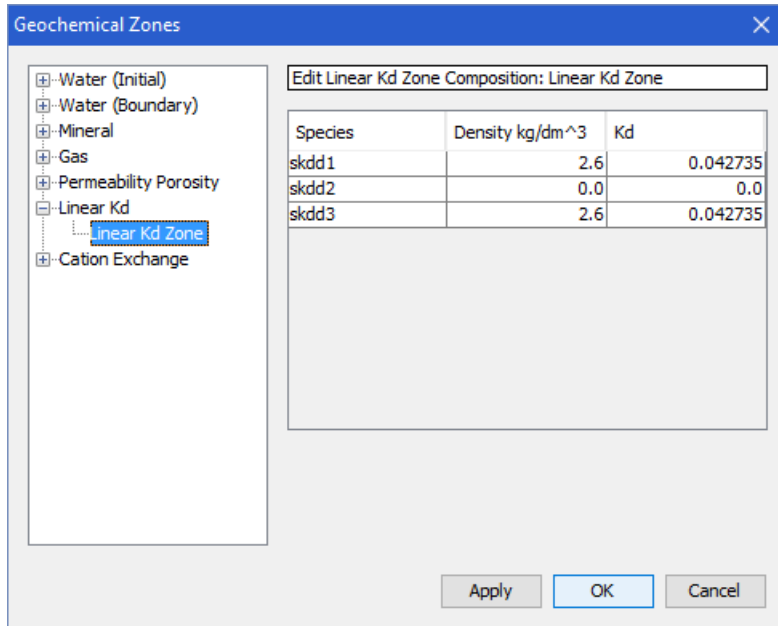 Geochemical Zones
Water (Initial)
Water (Boundary)
Mineral
Gas
Permeability Porosity
Linear Kd
Linear Kd Zone
Cation Exchange
Edit Linear Kd Zone Composition: Linear Kd Zone
Species Density kg/dm^3 Kd
skdd1 2.6 0.042735
skdd2 0.0 0.0
skdd3 2.6 0.042735
Apply OK Cancel